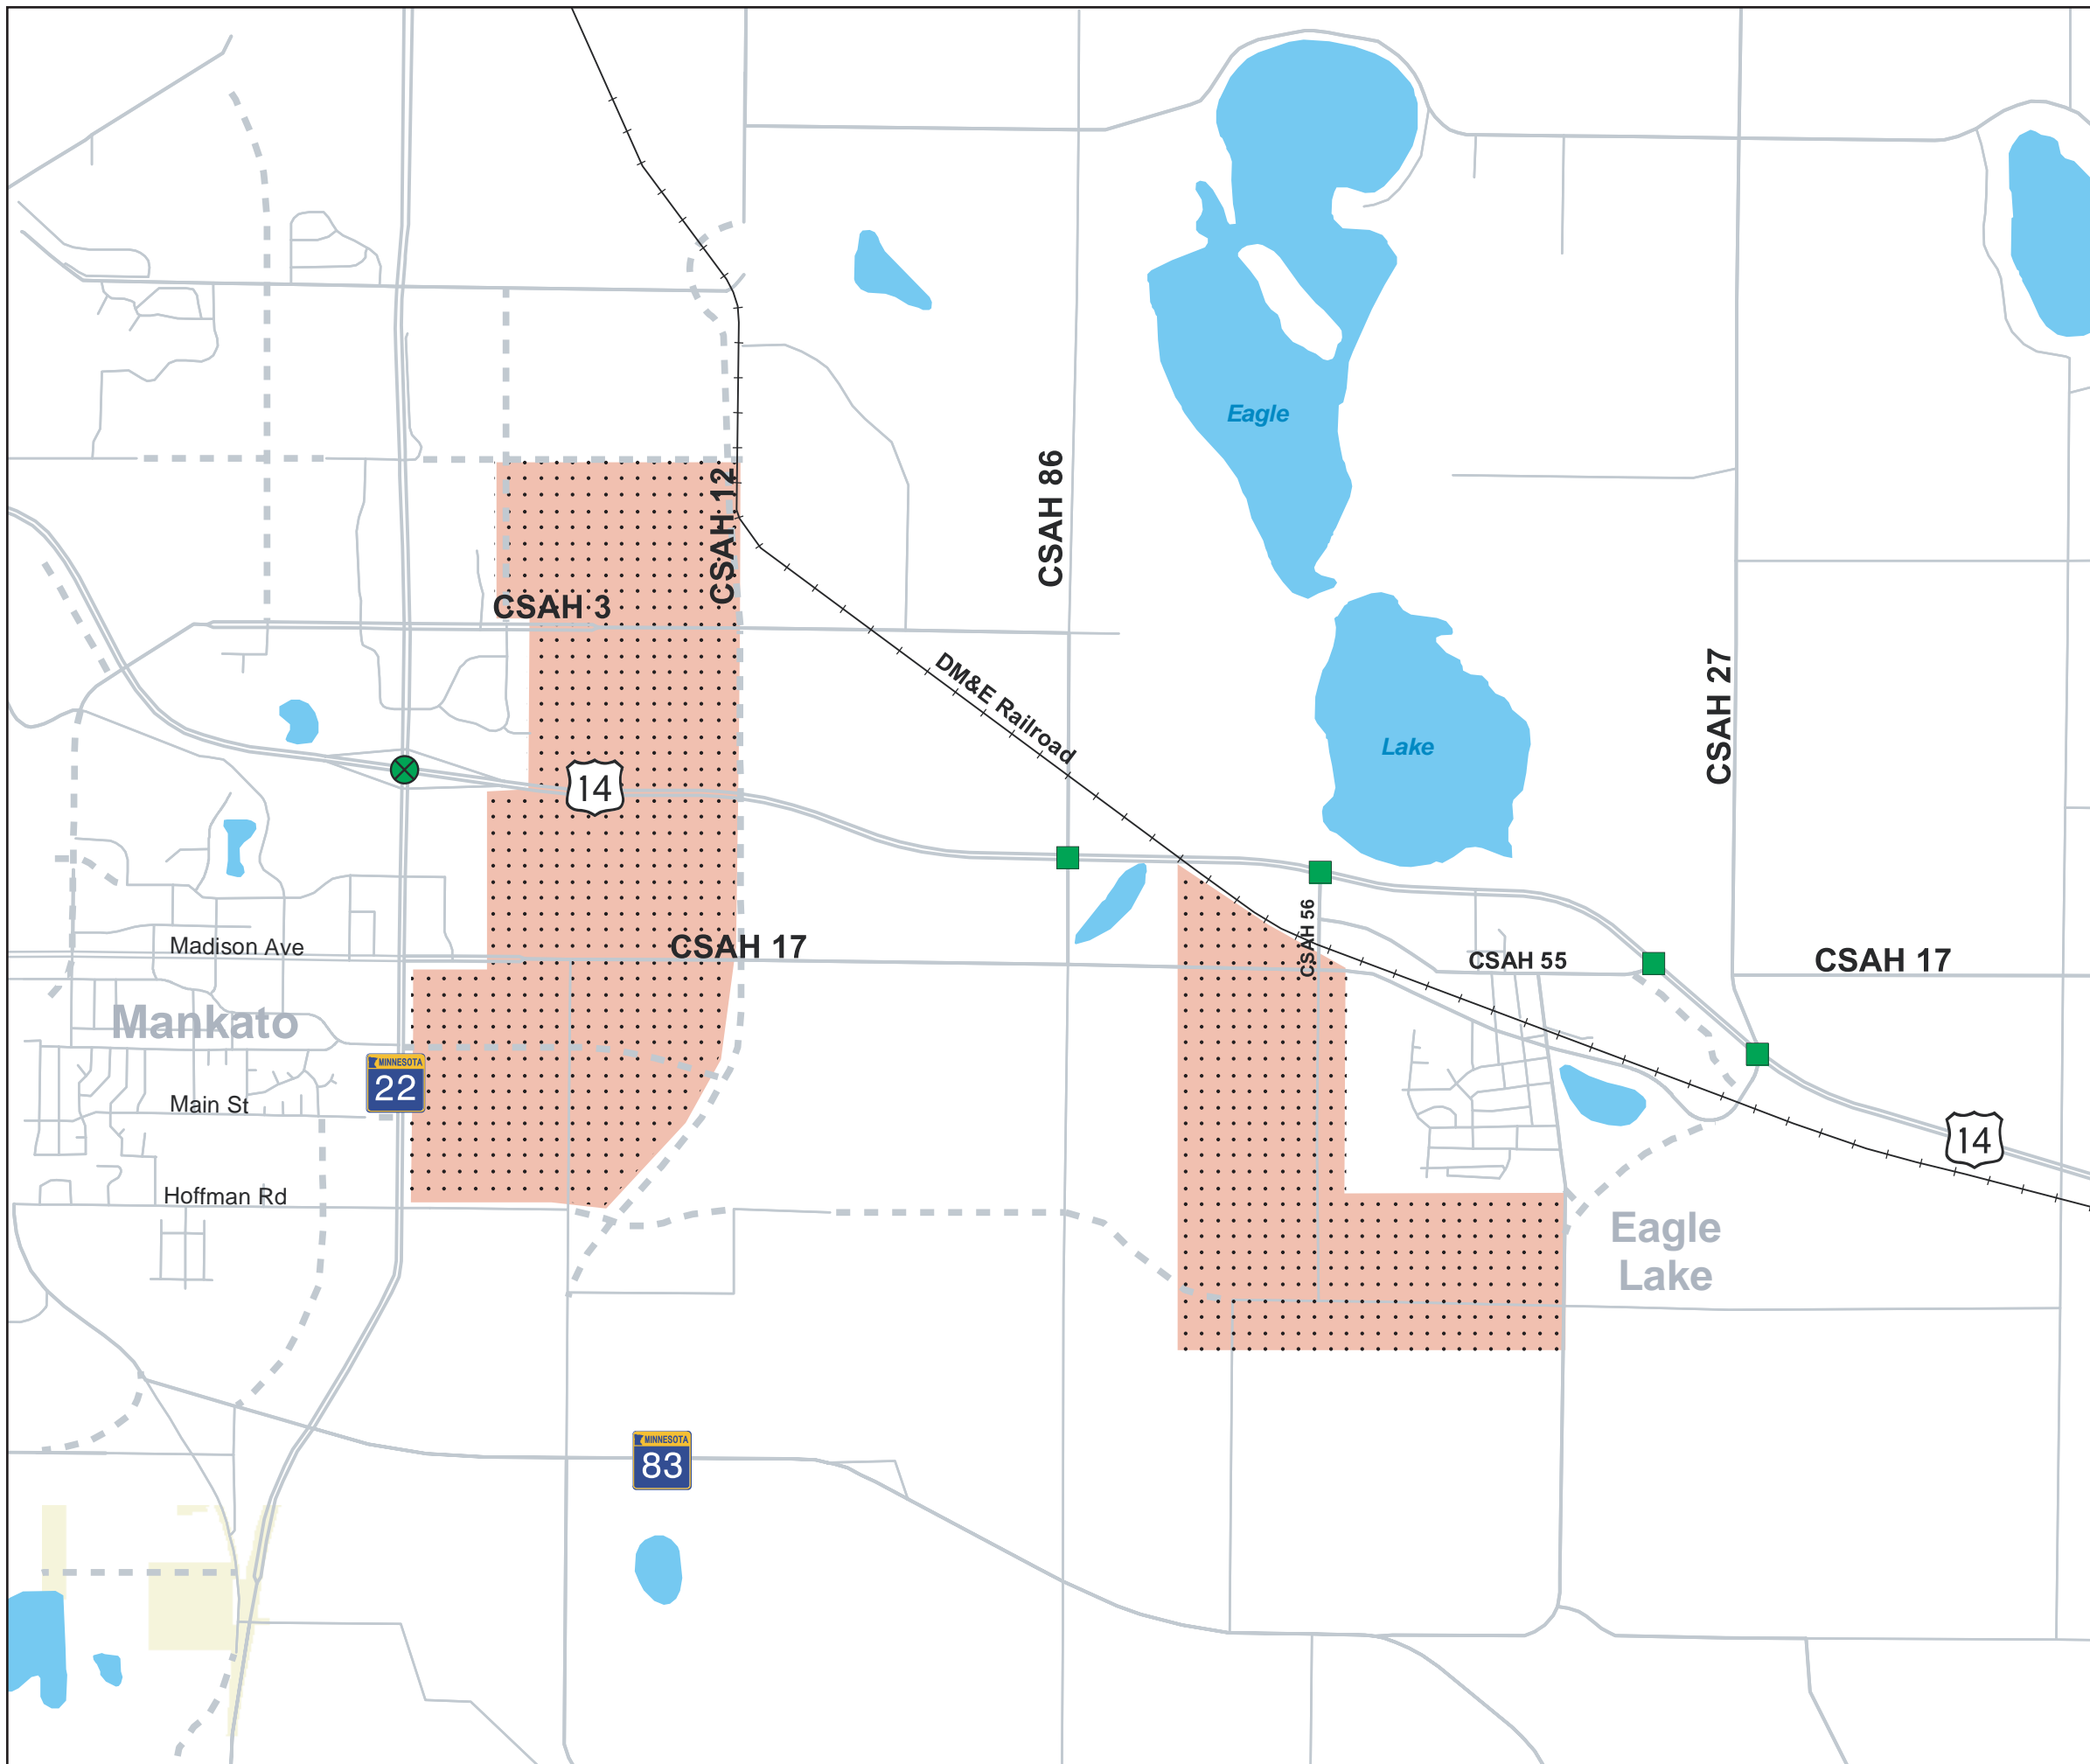 Eagle
CSAH 12
CSAH 86
CSAH 3
DM&E Railroad
CSAH 27
Lake
14
CSAH 56
Madison Ave
CSAH 17
CSAH 55
CSAH 17
Mankato
MINNESOTA
22
Main St
14
Hoffman Rd
Eagle
Lake
MINNESOTA
83